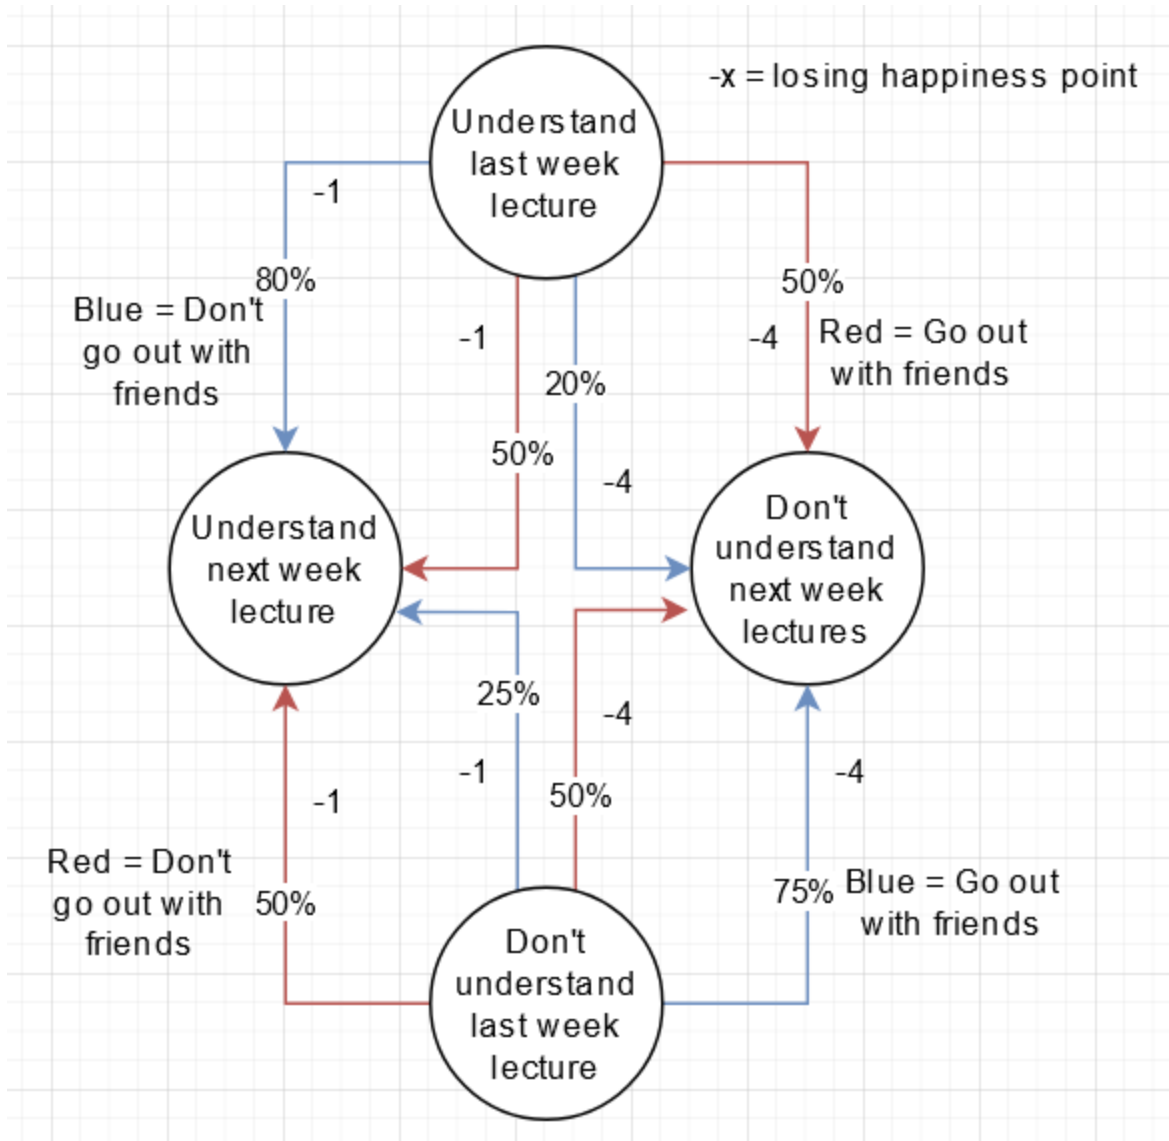 Understand
last week
lecture
-x = losing happiness point
-1
80%
50%
Blue = Don't
go out with
friends
-1
20%
-4
Red = Go out
with friends
50%
-4
Understand
next week
lecture
Don't
understand
next week
lectures
25%
-4
-1
-4
-1
50%
Red = Don't
go out with
friends
50%
75%
Blue = Go out
with friends
Don't
understand
last week
lecture